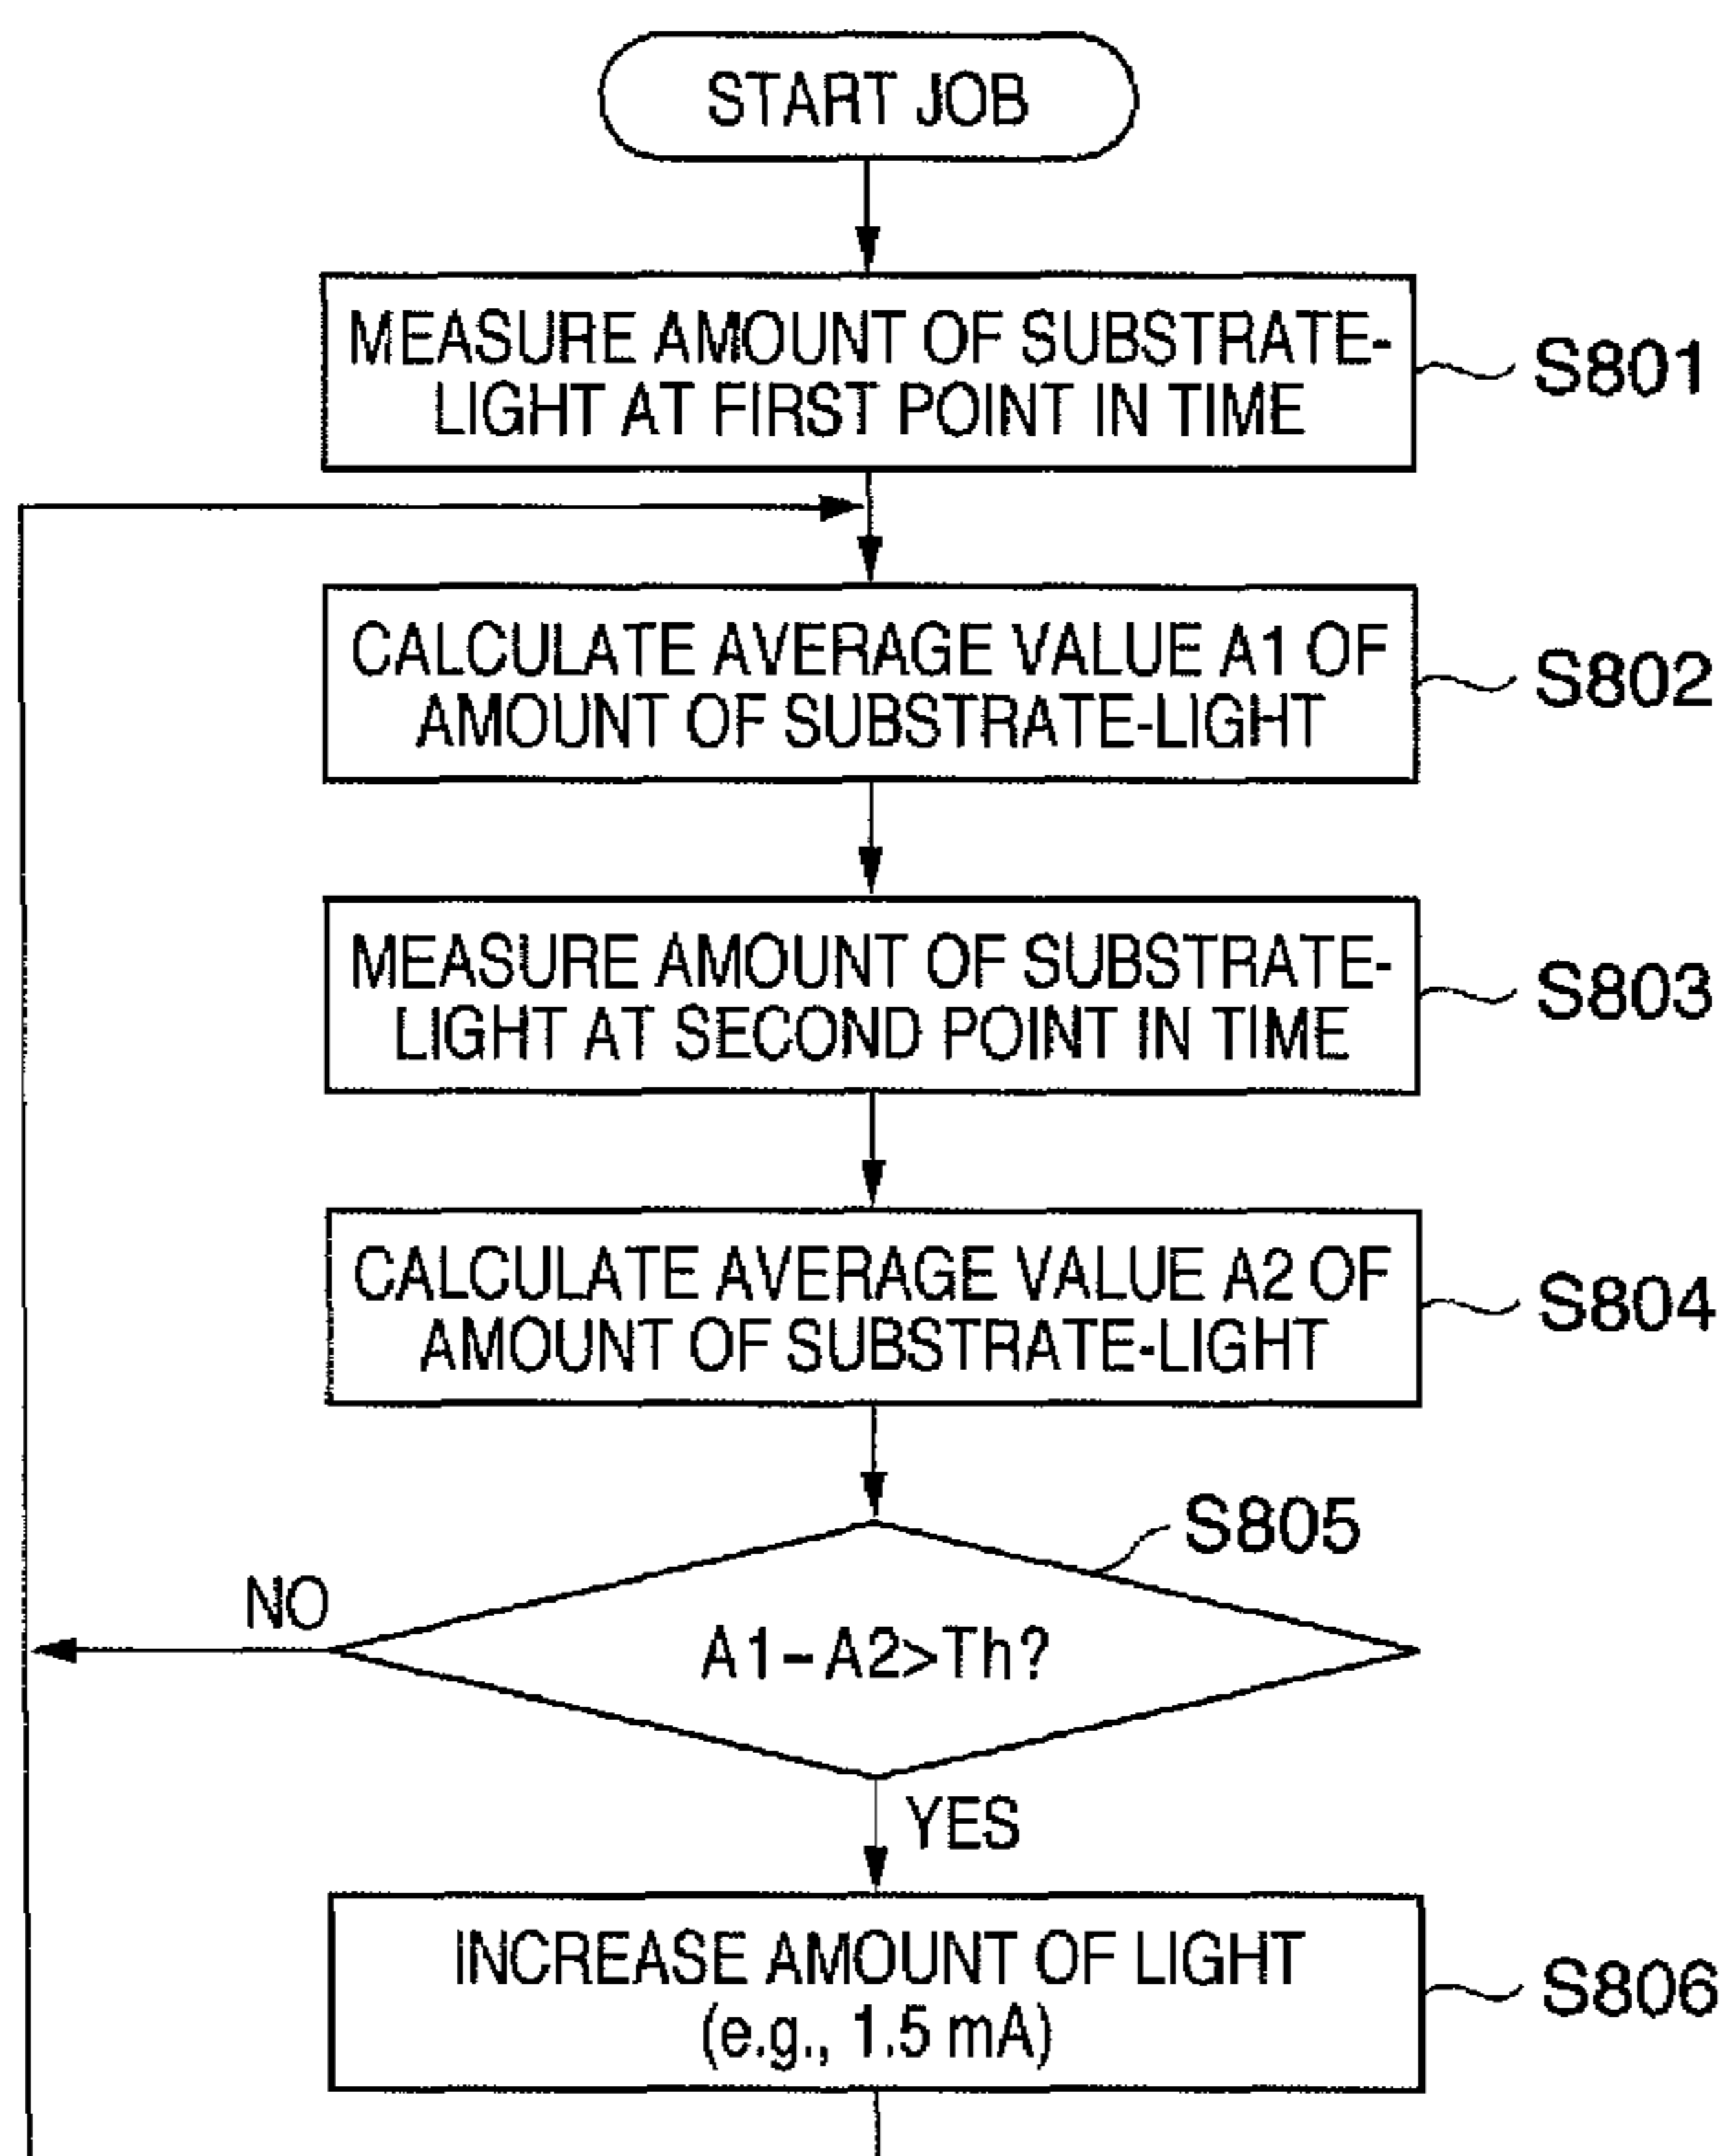 START JOB
MEASURE AMOUNT OF SUBSTRATE-
LIGHT AT FIRST POINT IN TIME
S801
CALCULATE AVERAGE VALUE A1 OF
AMOUNT OF SUBSTRATE-LIGHT
S802
MEASURE AMOUNT OF SUBSTRATE-
LIGHT AT SECOND POINT IN TIME
S803
CALCULATE AVERAGE VALUE A2 OF
AMOUNT OF SUBSTRATE-LIGHT
S804
S805
NO
A1-A2>Th?
YES
INCREASE AMOUNT OF LIGHT
(e.g., 1.5 mA)
S806